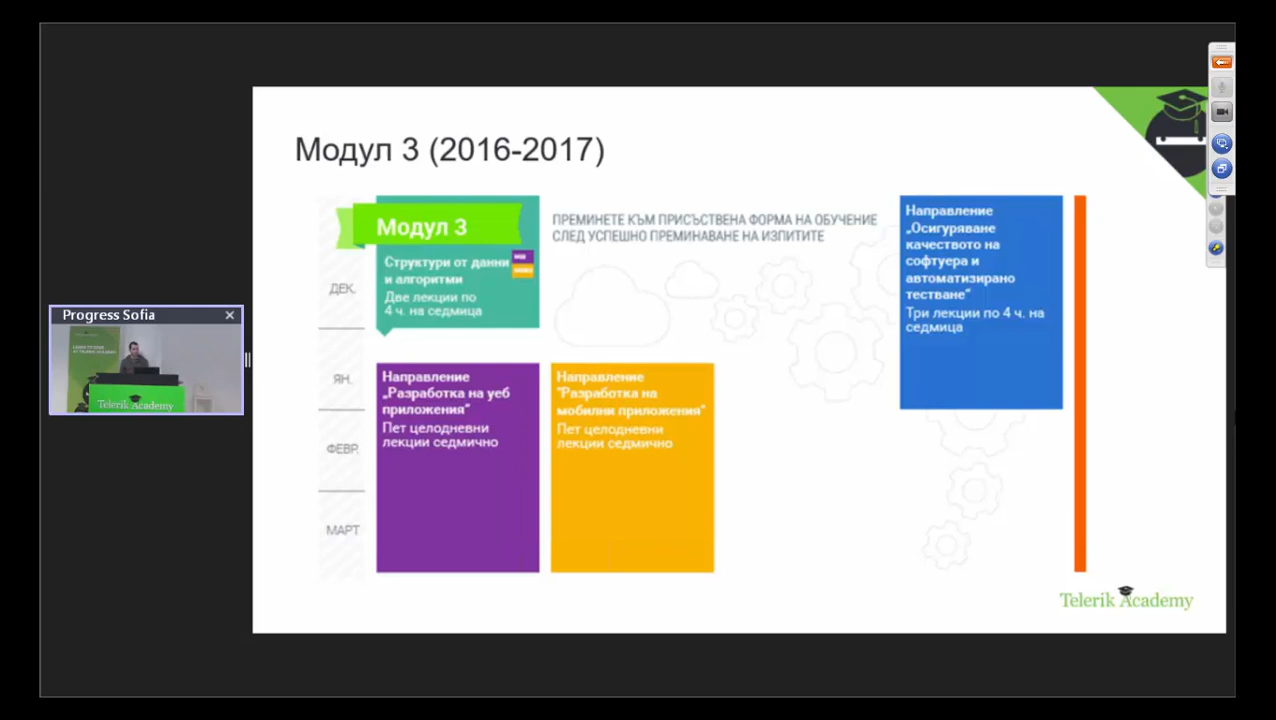 Модул 3 (2016-2017)
Модул 3
ПРЕМИНЕТЕ КЪМ ПРИСЪСТВЕНА ФОРМА НА ОБУЧЕНИЕ
СЛЕД УСПЕШНО ПРЕМИНАВАНЕ НА ИЗПИТИТЕ
Структури от данни
и алгоритми
Две лекции по
4 ч. на седмица
Направление
„Осигуряване
качеството на
софтуера и
автоматизирано
тестване“
Три лекции по 4 ч. на
седмица
ДЕК.
ЯН.
ФЕВР.
МАРТ
Направление
„Разработка на уеб
приложения“
Пет целодневни
лекции седмично
Направление
"Разработка на
мобилни приложения"
Пет целодневни
лекции седмично
Progress Sofia
Telerik Academy
Telerik Academy